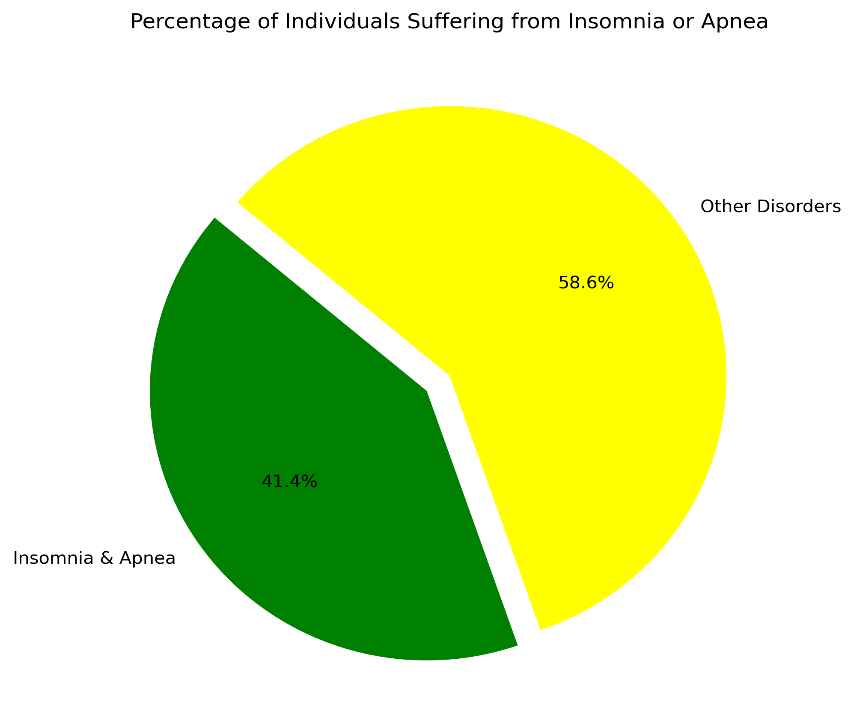 Percentage of Individuals Suffering from Insomnia or Apnea
Other Disorders
58.6%
41.4%
Insomnia & Apnea